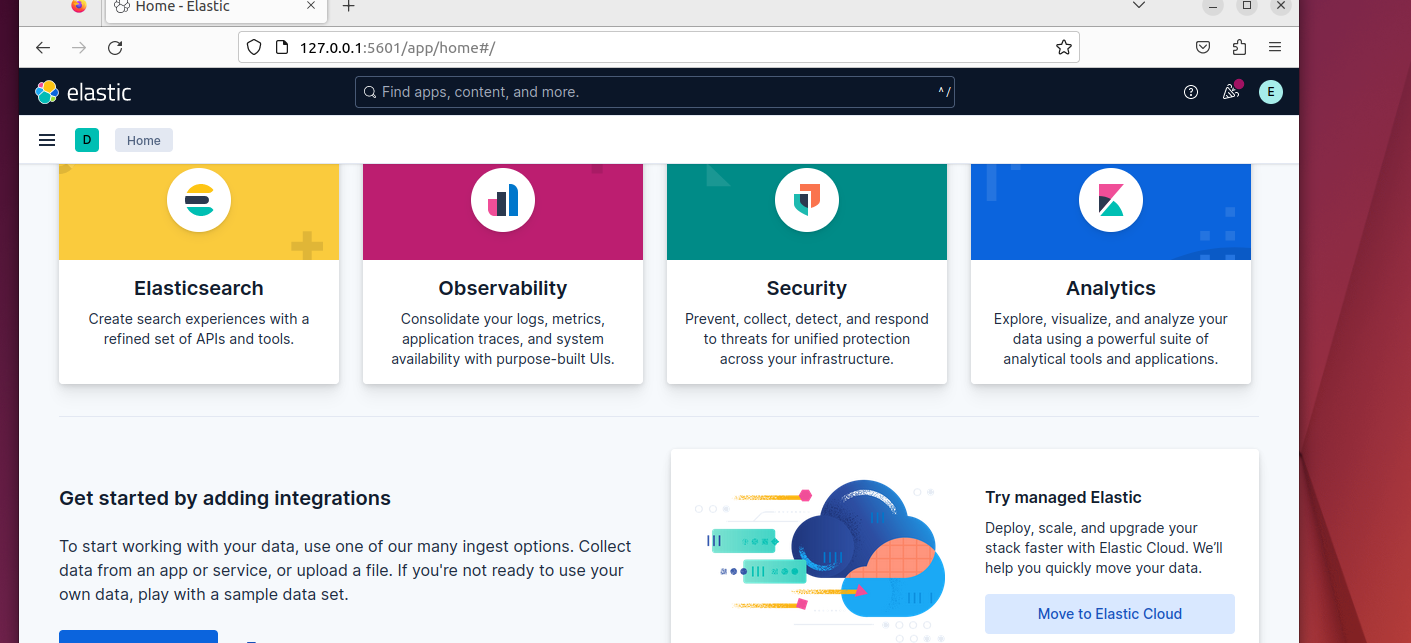 Home - Elastic
127.0.0.1:5601/app/home#/
elastic
Find apps, content, and more.
^ /
E
D
Home
Elasticsearch
Create search experiences with a
refined set of APIs and tools.
Observability
Consolidate your logs, metrics,
application traces, and system
availability with purpose-built UIs.
Security
Prevent, collect, detect, and respond
to threats for unified protection
across your infrastructure.
Analytics
Explore, visualize, and analyze your
data using a powerful suite of
analytical tools and applications.
Get started by adding integrations
To start working with your data, use one of our many ingest options. Collect
data from an app or service, or upload a file. If you're not ready to use your
own data, play with a sample data set.
Try managed Elastic
Deploy, scale, and upgrade your
stack faster with Elastic Cloud. We’ll
help you quickly move your data.
Move to Elastic Cloud